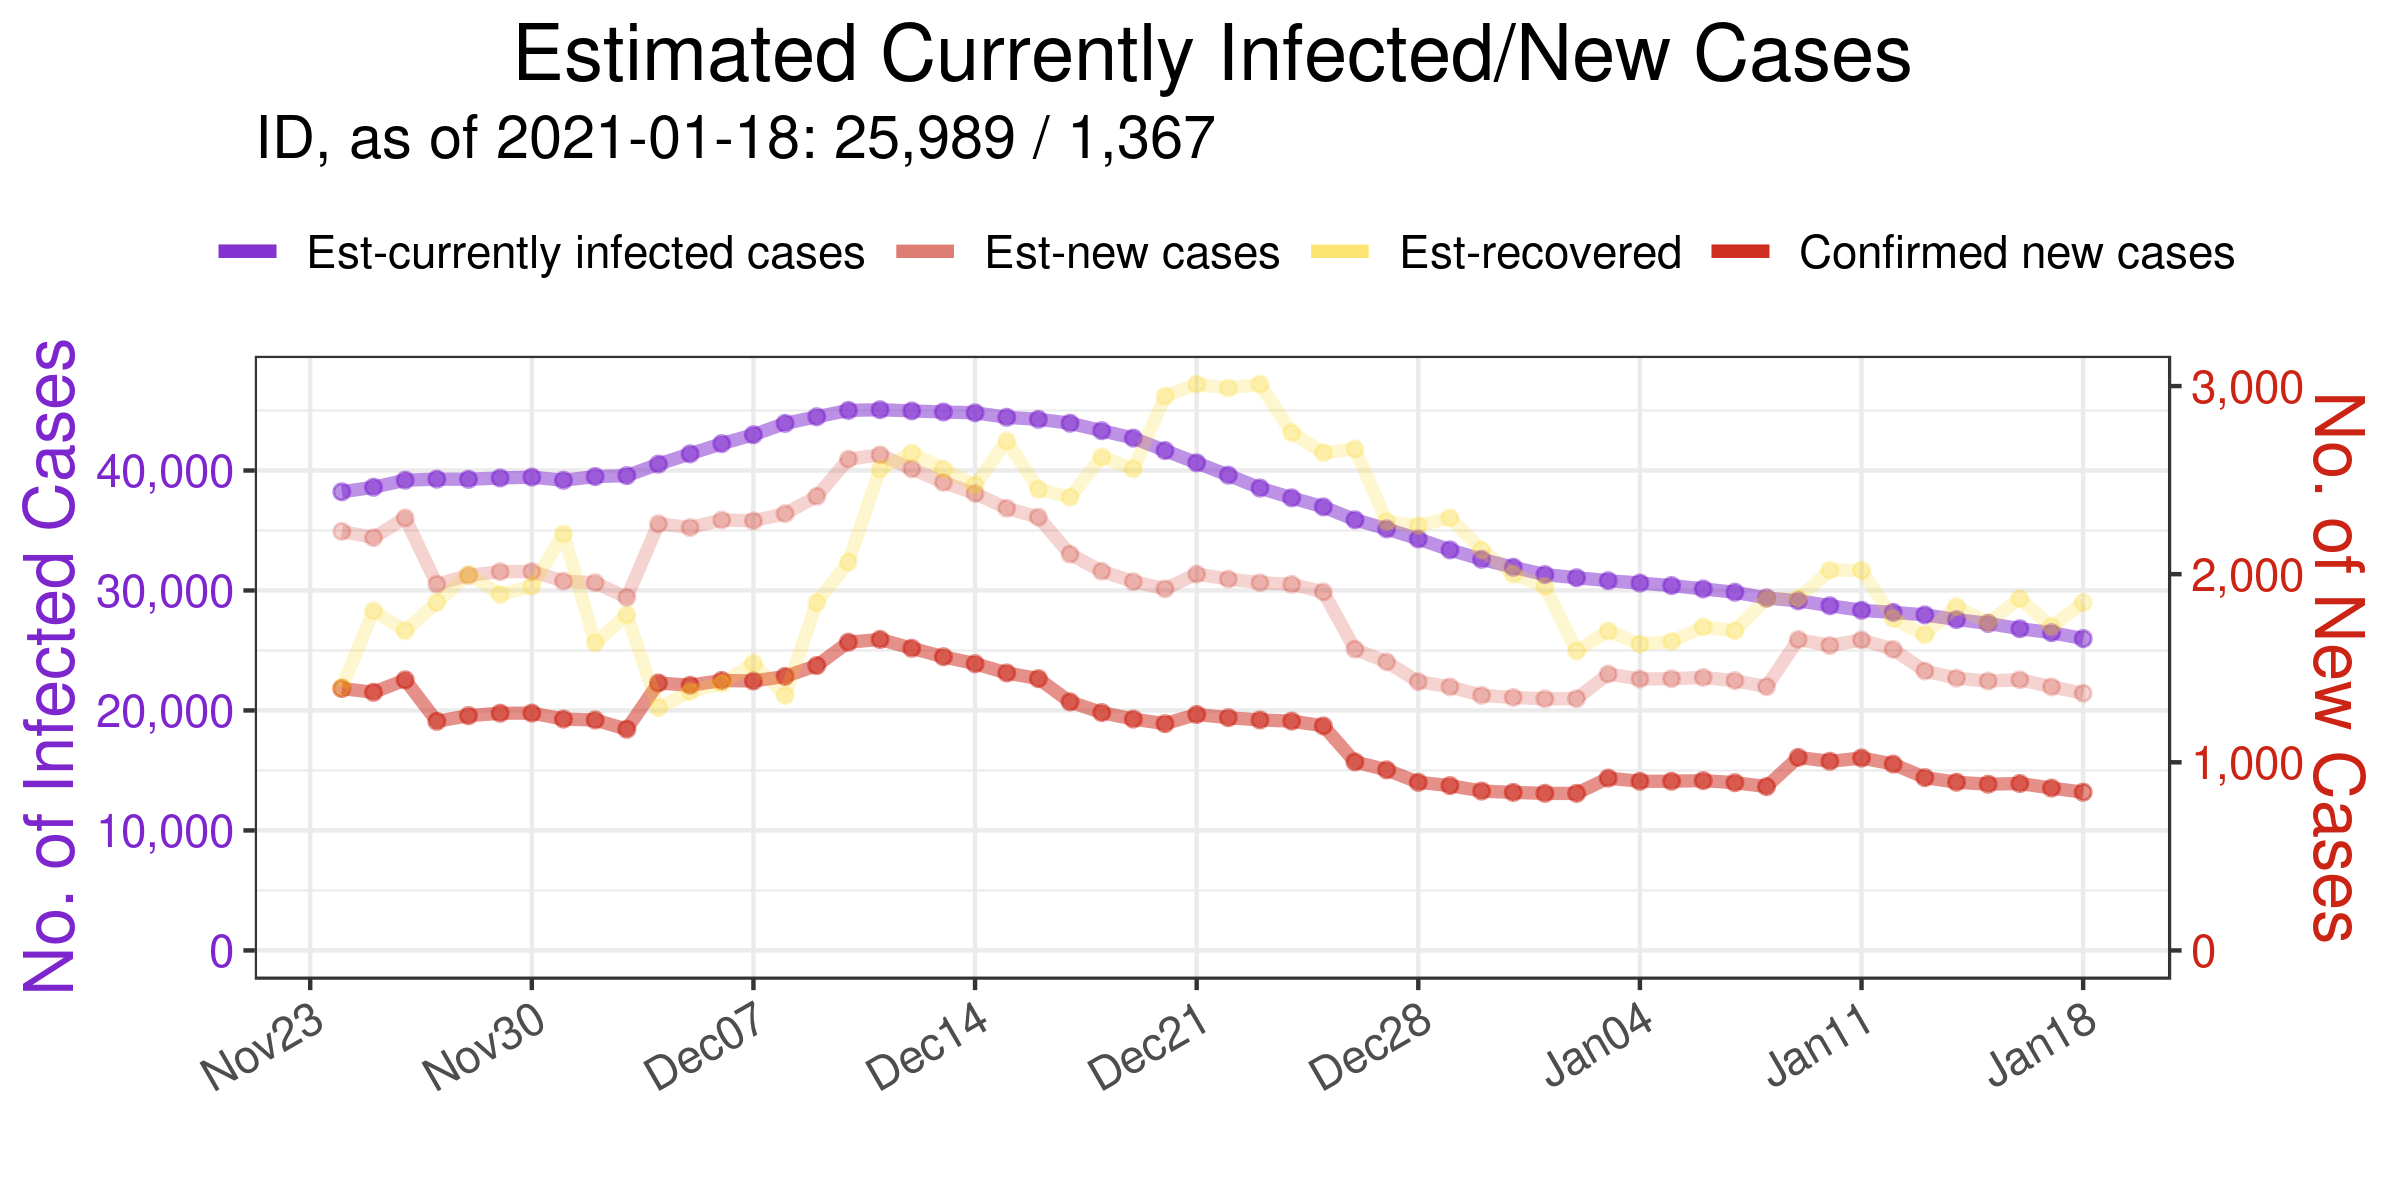 Estimated Currently Infected/New Cases
ID, as of 2021-01-18: 25,989 / 1,367
Est-currently infected cases Est-new cases Est-recovered Confirmed new cases
No. of Infected Cases
40,000
30,000
20,000
10,000
0
3,000
2,000
1,000
0
No. of New Cases
Nov23 Nov30 Dec07 Dec14 Dec21 Dec28 Jan04 Jan11 Jan18